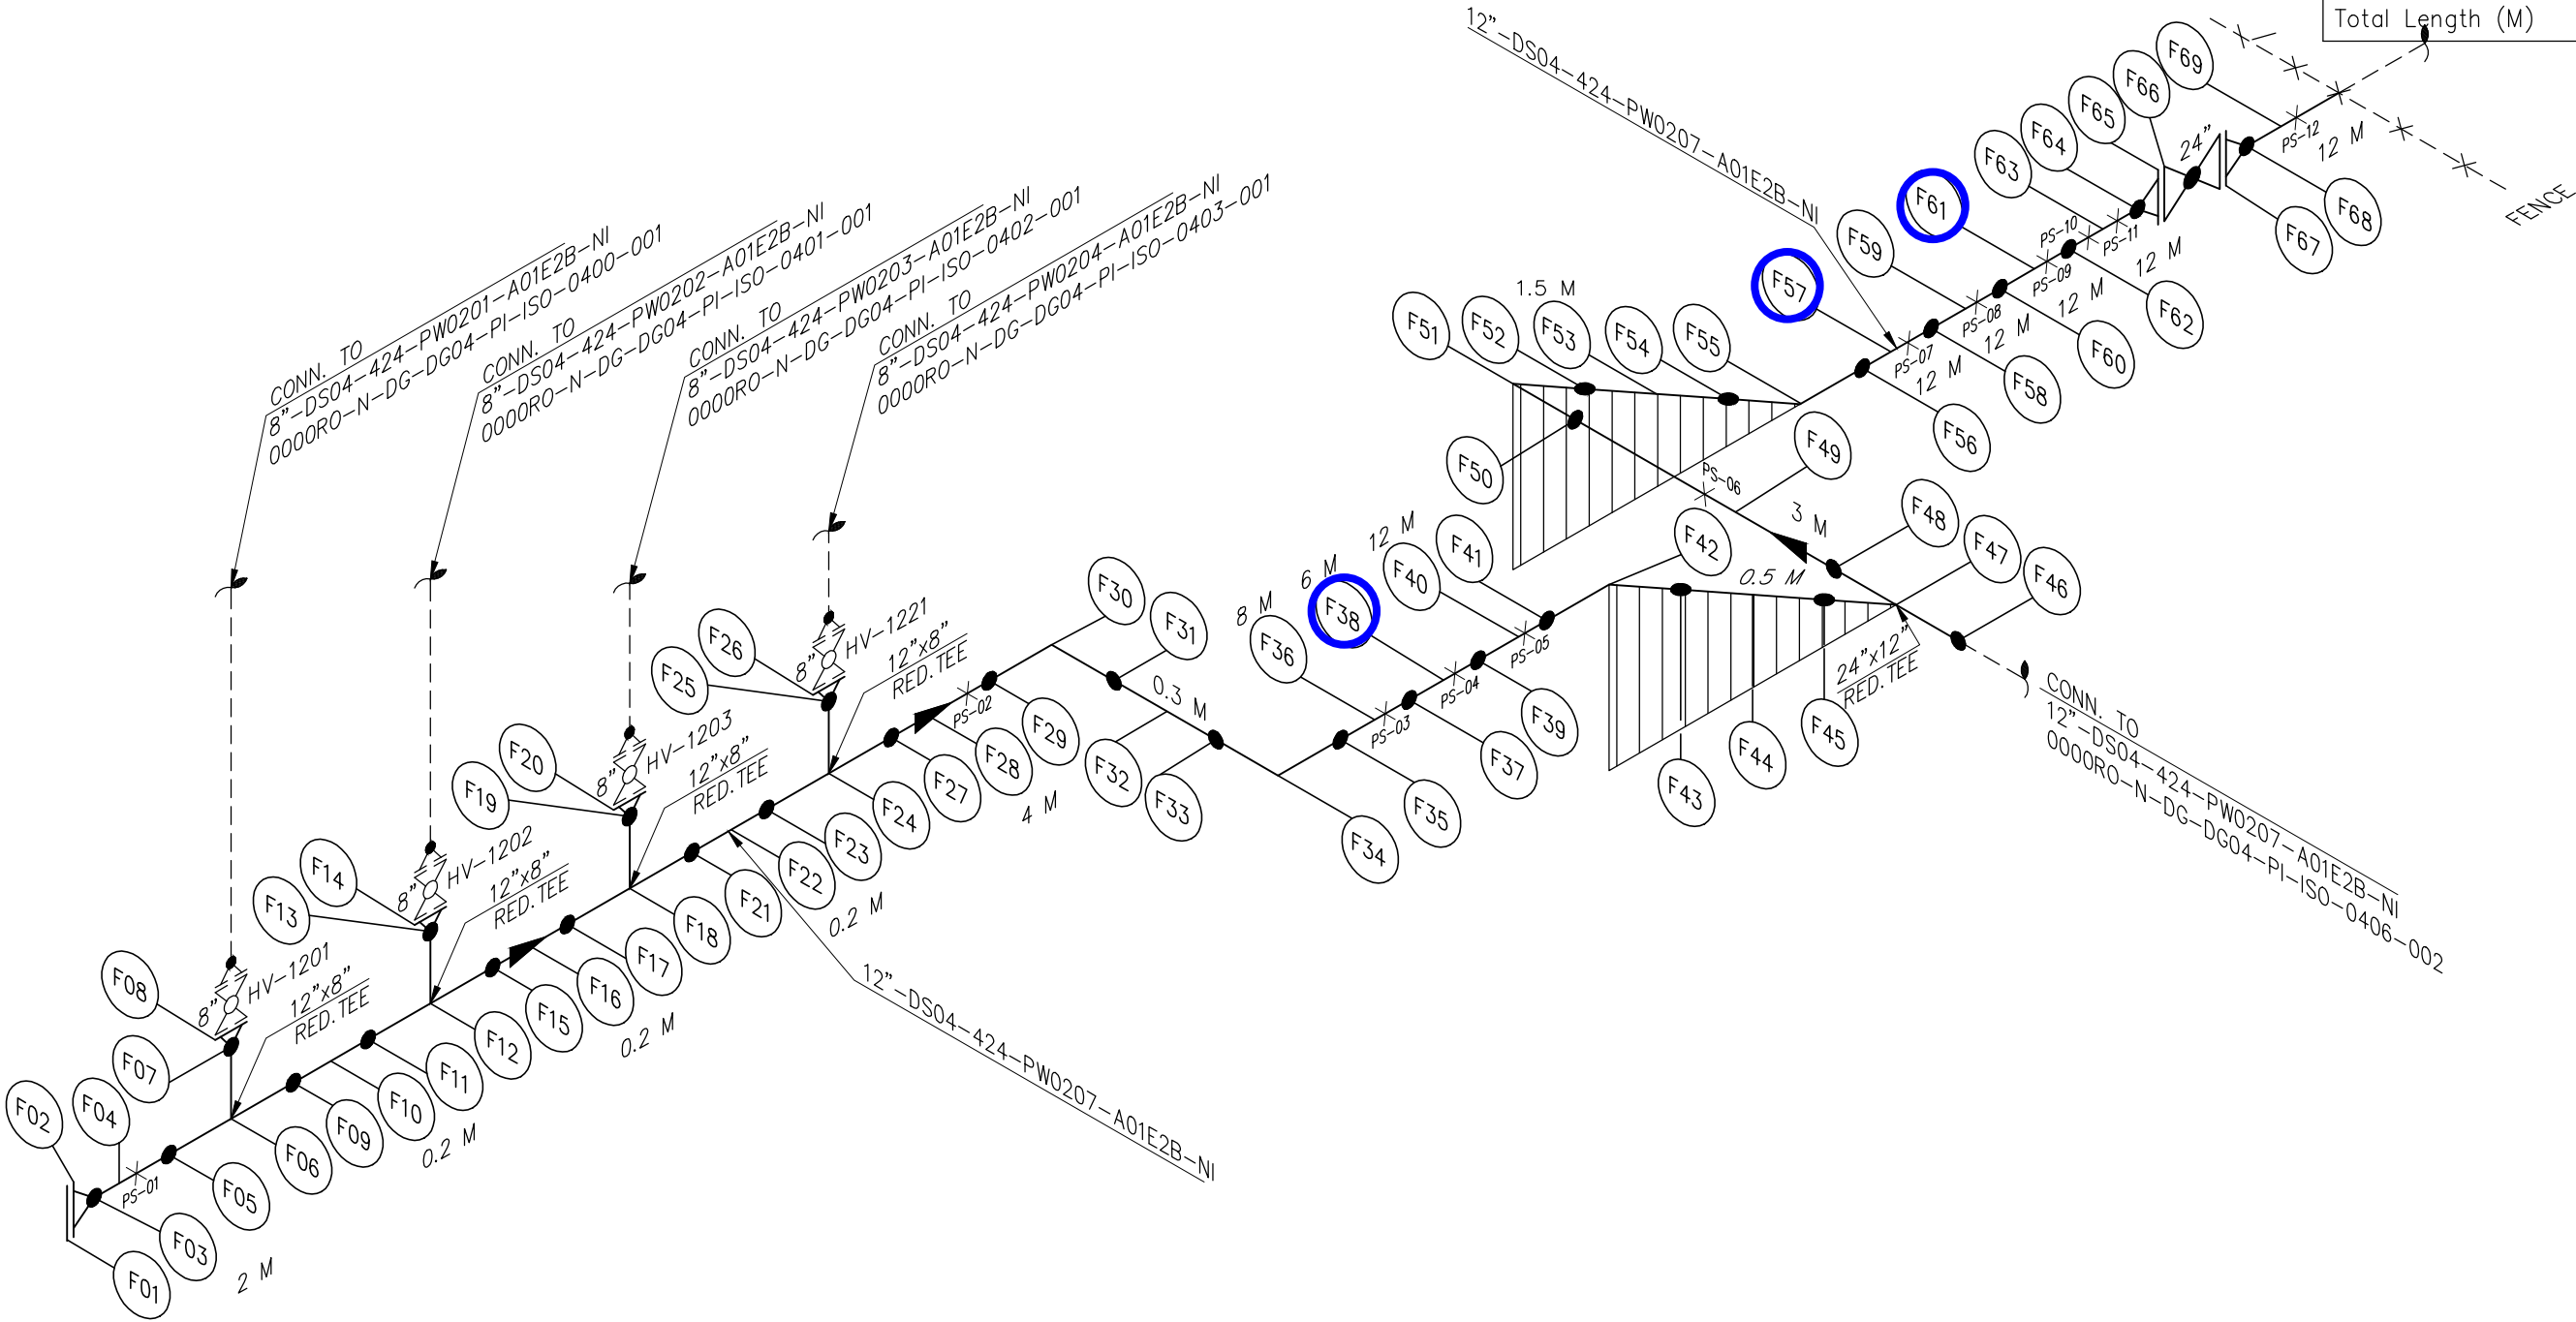 Total Length (M)
12"-DS04-424-PW0207-A01E2B-NI
FENCE
F69
F66
F65
F64
F63
F61
F59
F57
24"
PS-12
12 M
F68
F67
PS-10
PS-11
12 M
PS-09
12 M
F62
PS-08
12 M
F60
PS-07
12 M
F58
F56
1.5 M
F51
F52
F53
F54
F55
F50
F49
PS-06
3 M
F48
F47
F46
F42
0.5 M
24"x12"
RED.TEE
F43
F44
F45
CONN. TO
12"-DS04-424-PW0207-A01E2B-NI
0000RO-N-DG-DG04-PI-ISO-0406-002
12 M
F41
F40
6 M
F38
8 M
F36
PS-05
PS-04
PS-03
F39
F37
F35
F34
CONN. TO
8"-DS04-424-PW0201-A01E2B-NI
0000RO-N-DG-DG04-PI-ISO-0400-001
CONN. TO
8"-DS04-424-PW0202-A01E2B-NI
0000RO-N-DG-DG04-PI-ISO-0401-001
CONN. TO
8"-DS04-424-PW0203-A01E2B-NI
0000RO-N-DG-DG04-PI-ISO-0402-001
CONN. TO
8"-DS04-424-PW0204-A01E2B-NI
0000RO-N-DG-DG04-PI-ISO-0403-001
F30
F31
0.3 M
F32
F33
F26
F25
8"
HV-1221
12"x8"
RED.TEE
PS-02
F29
F28
F27
F24
4 M
F20
F19
8"
HV-1203
12"x8"
RED.TEE
F23
F22
F21
F18
0.2 M
F14
F13
8"
HV-1202
12"x8"
RED.TEE
F17
F16
F15
F12
0.2 M
12"-DS04-424-PW0207-A01E2B-NI
F08
F07
8"
HV-1201
12"x8"
RED.TEE
F11
F10
F09
F06
0.2 M
F02
F04
PS-01
F05
F03
F01
2 M